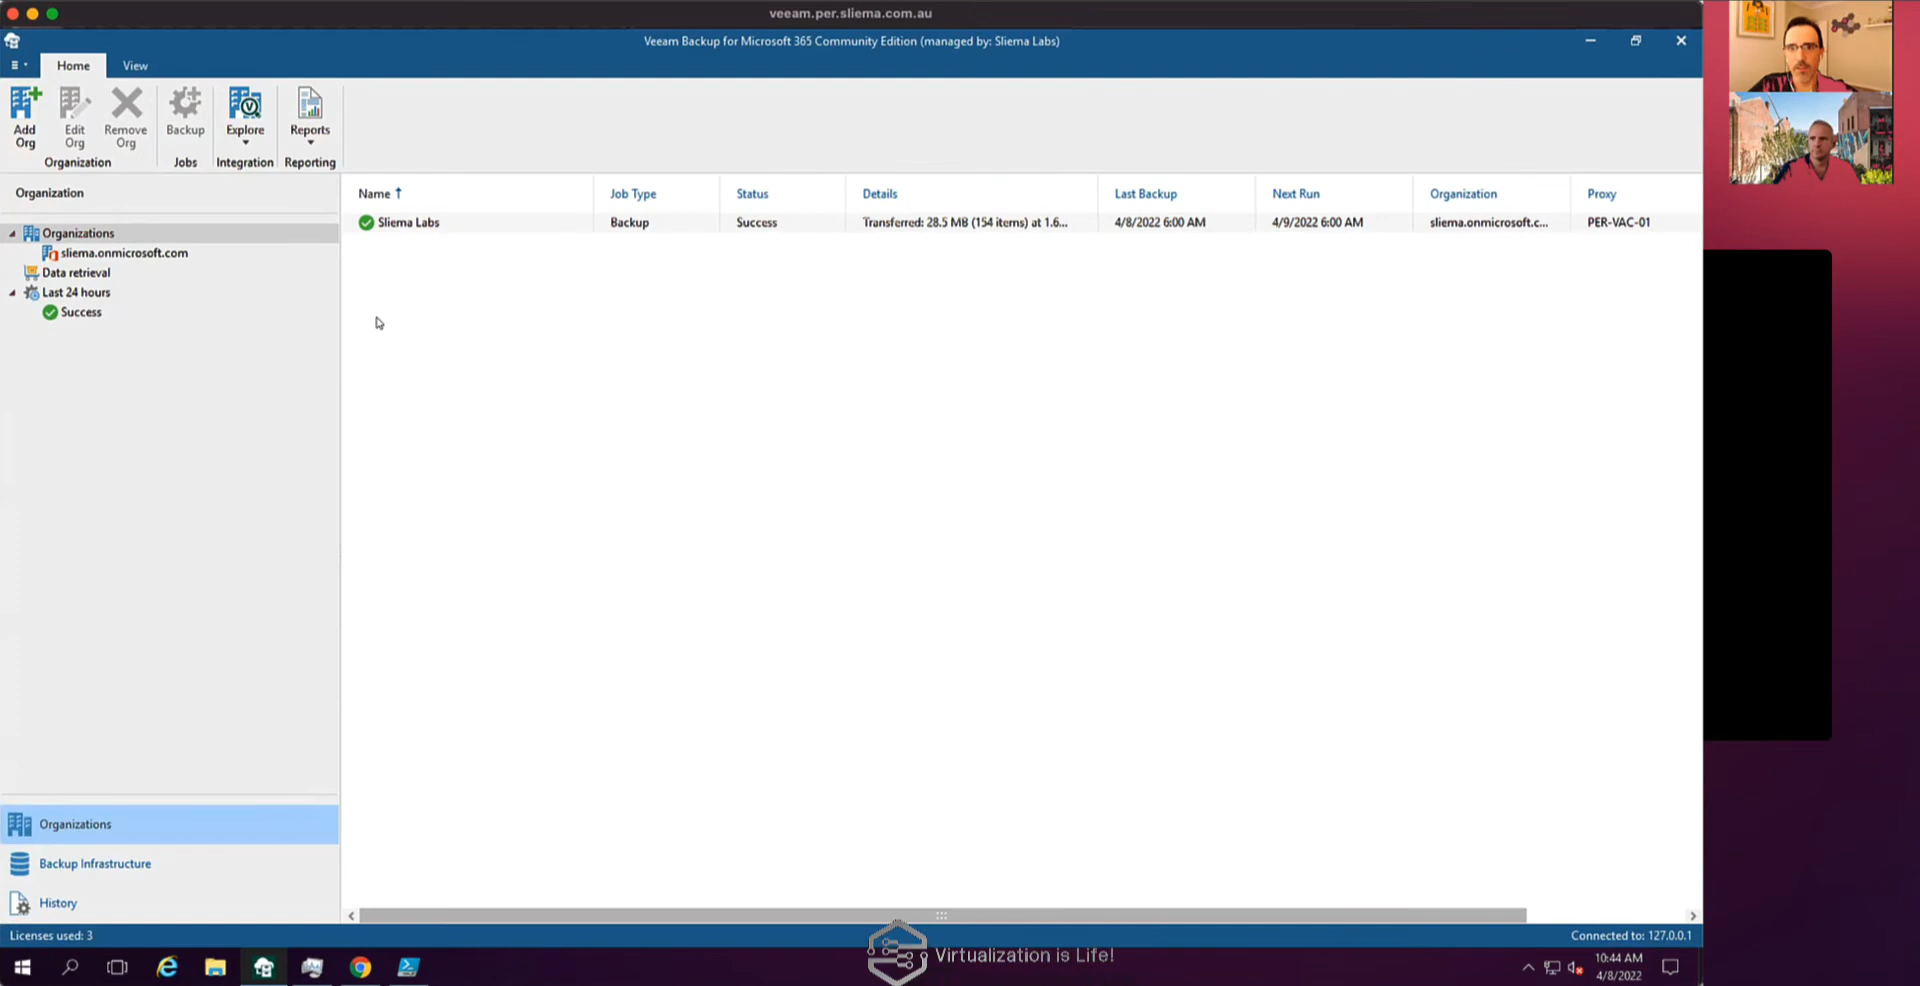 veeam.per.sliema.com.au
Veeam Backup for Microsoft 365 Community Edition (managed by: Sliema Labs)
Home View
Add Org
Edit Org
Remove Org
Backup
Explore
Reports
Organization
Jobs
Integration
Reporting
Organization
Organizations
sliema.onmicrosoft.com
Data retrieval
Last 24 hours
Success
Name Job Type Status Details Last Backup Next Run Organization Proxy
Sliema Labs Backup Success Transferred: 28.5 MB (154 items) at 1.6... 4/8/2022 6:00 AM 4/9/2022 6:00 AM sliema.onmicrosoft.c... PER-VAC-01
Organizations
Backup Infrastructure
History
Licenses used: 3
Connected to: 127.0.0.1
Virtualization is Life!
10:44 AM
4/8/2022